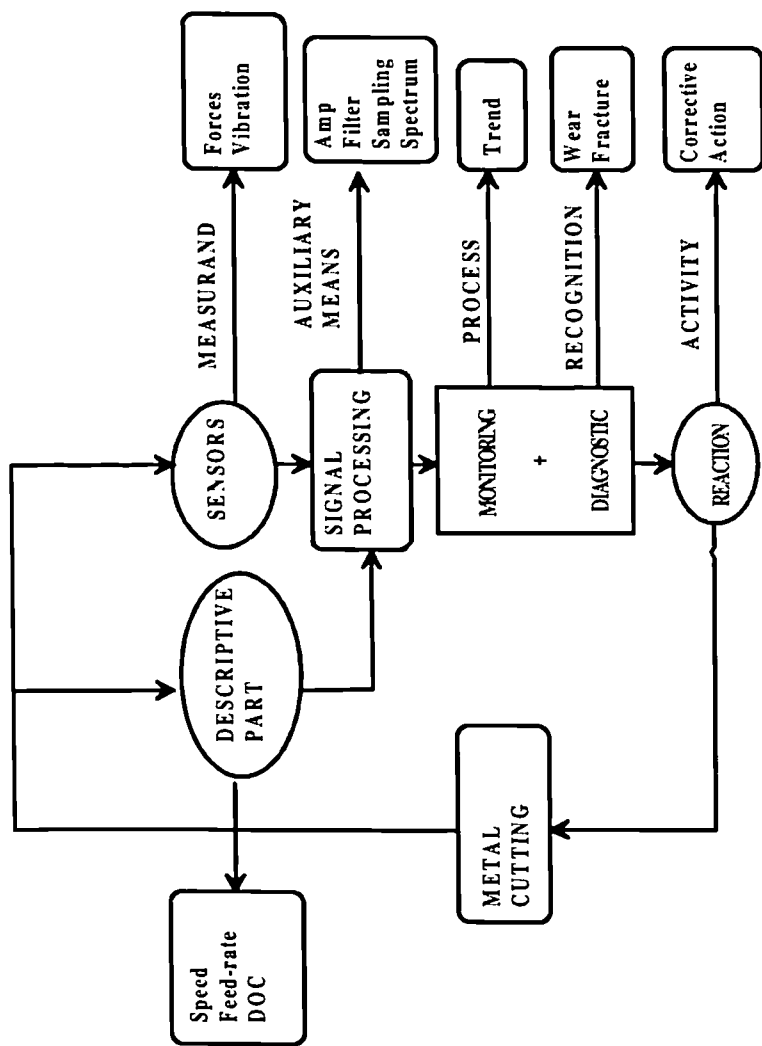 Speed
Feed-rate
DOC
DESCRIPTIVE
PART
SENSORS
MEASURAND
Forces
Vibration
SIGNAL
PROCESSING
AUXILIARY
MEANS
Amp
Filter
Sampling
Spectrum
METAL
CUTTING
MONITORING
+
DIAGNOSTIC
PROCESS
Trend
RECOGNITION
Wear
Fracture
REACTION
ACTIVITY
Corrective
Action